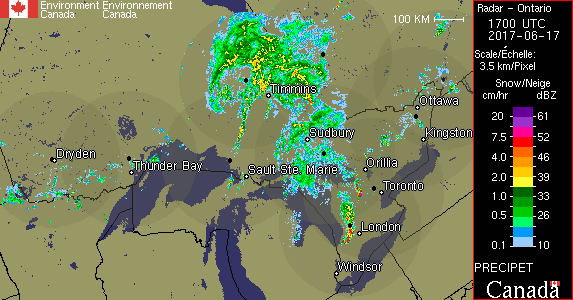 Environment Environnement
Canada Canada
100 KM
Radar - Ontario
1700 UTC
2017-06-17
Scale/Échelle:
3.5 km/Pixel
Snow/Neige
cm/hr dBZ
20 61
7.5 57
5.0 52
4.0 46
2.0 39
1.0 33
0.5 26
0.1 10
PRECIPET
Canada
Timmins
Ottawa
Sudbury
Kingston
Dryden
Thunder Bay
Sault Ste. Marie
Orillia
Toronto
London
Windsor